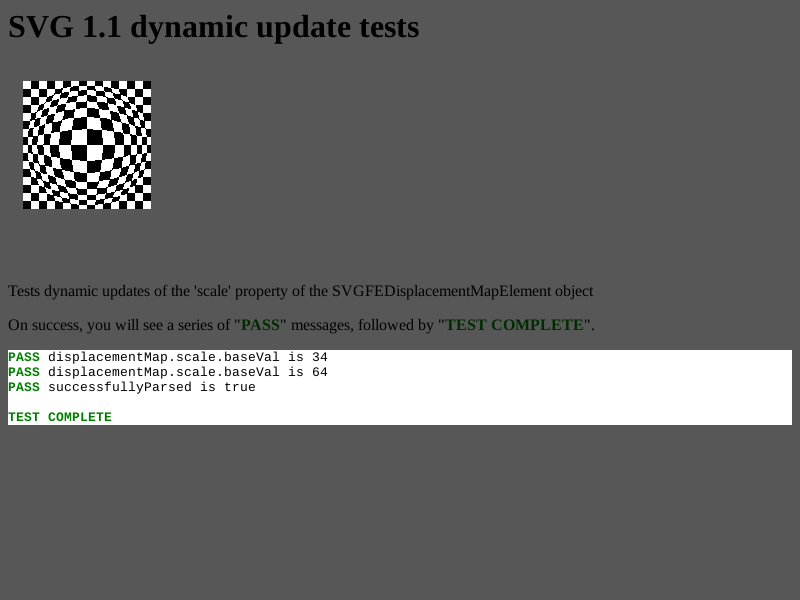 SVG 1.1 dynamic update tests
Tests dynamic updates of the 'scale' property of the SVGFEDisplacementMapElement object
On success, you will see a series of "PASS" messages, followed by "TEST COMPLETE".
PASS displacementMap.scale.baseVal is 34
PASS displacementMap.scale.baseVal is 64
PASS successfullyParsed is true
TEST COMPLETE